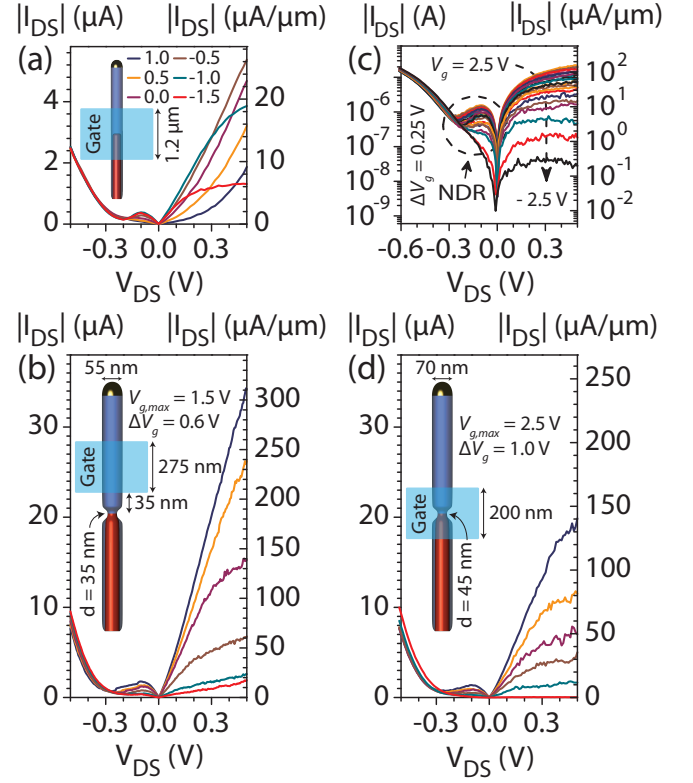 |I_DS| (μA) |I_DS| (μA/μm)
(a)
1.0 -0.5
0.5 -1.0
0.0 -1.5
Gate
1.2 μm
4
2
0
20
10
0
-0.3 0.0 0.3
V_DS (V)
|I_DS| (A) |I_DS| (μA/μm)
(c)
V_g = 2.5 V
ΔV_g = 0.25 V
NDR
- 2.5 V
10^-6
10^-7
10^-8
10^-9
10^2
10^1
10^0
10^-1
10^-2
-0.6 -0.3 0.0 0.3
V_DS (V)
|I_DS| (μA) |I_DS| (μA/μm)
(b)
55 nm
V_g,max = 1.5 V
ΔV_g = 0.6 V
Gate
275 nm
35 nm
d = 35 nm
30
20
10
0
300
250
200
150
100
50
0
-0.3 0.0 0.3
V_DS (V)
|I_DS| (μA) |I_DS| (μA/μm)
(d)
70 nm
V_g,max = 2.5 V
ΔV_g = 1.0 V
Gate
200 nm
d = 45 nm
30
20
10
0
250
200
150
100
50
0
-0.3 0.0 0.3
V_DS (V)